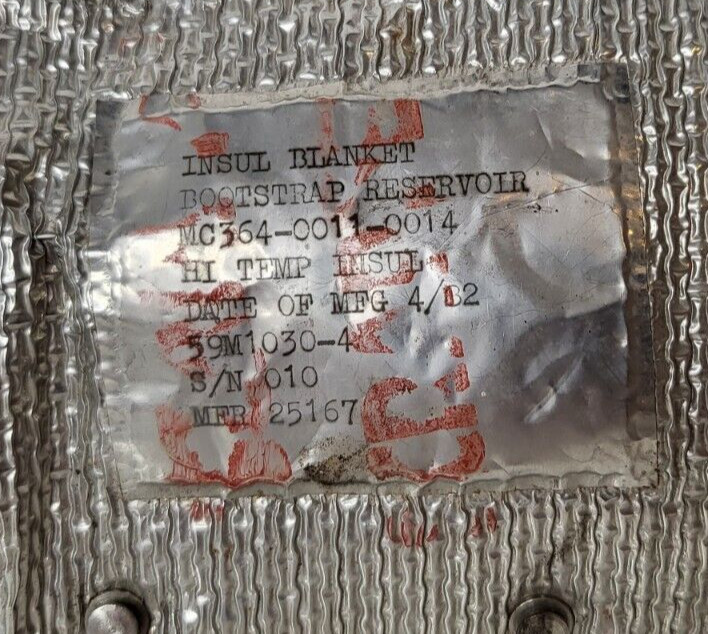 INSUL BLANKET
BOOTSTRAP RESERVOIR
MC364-0011-0014
HI TEMP INSUL
DATE OF MFG 4/82
59M1030-4
S/N 010
MFR 25167